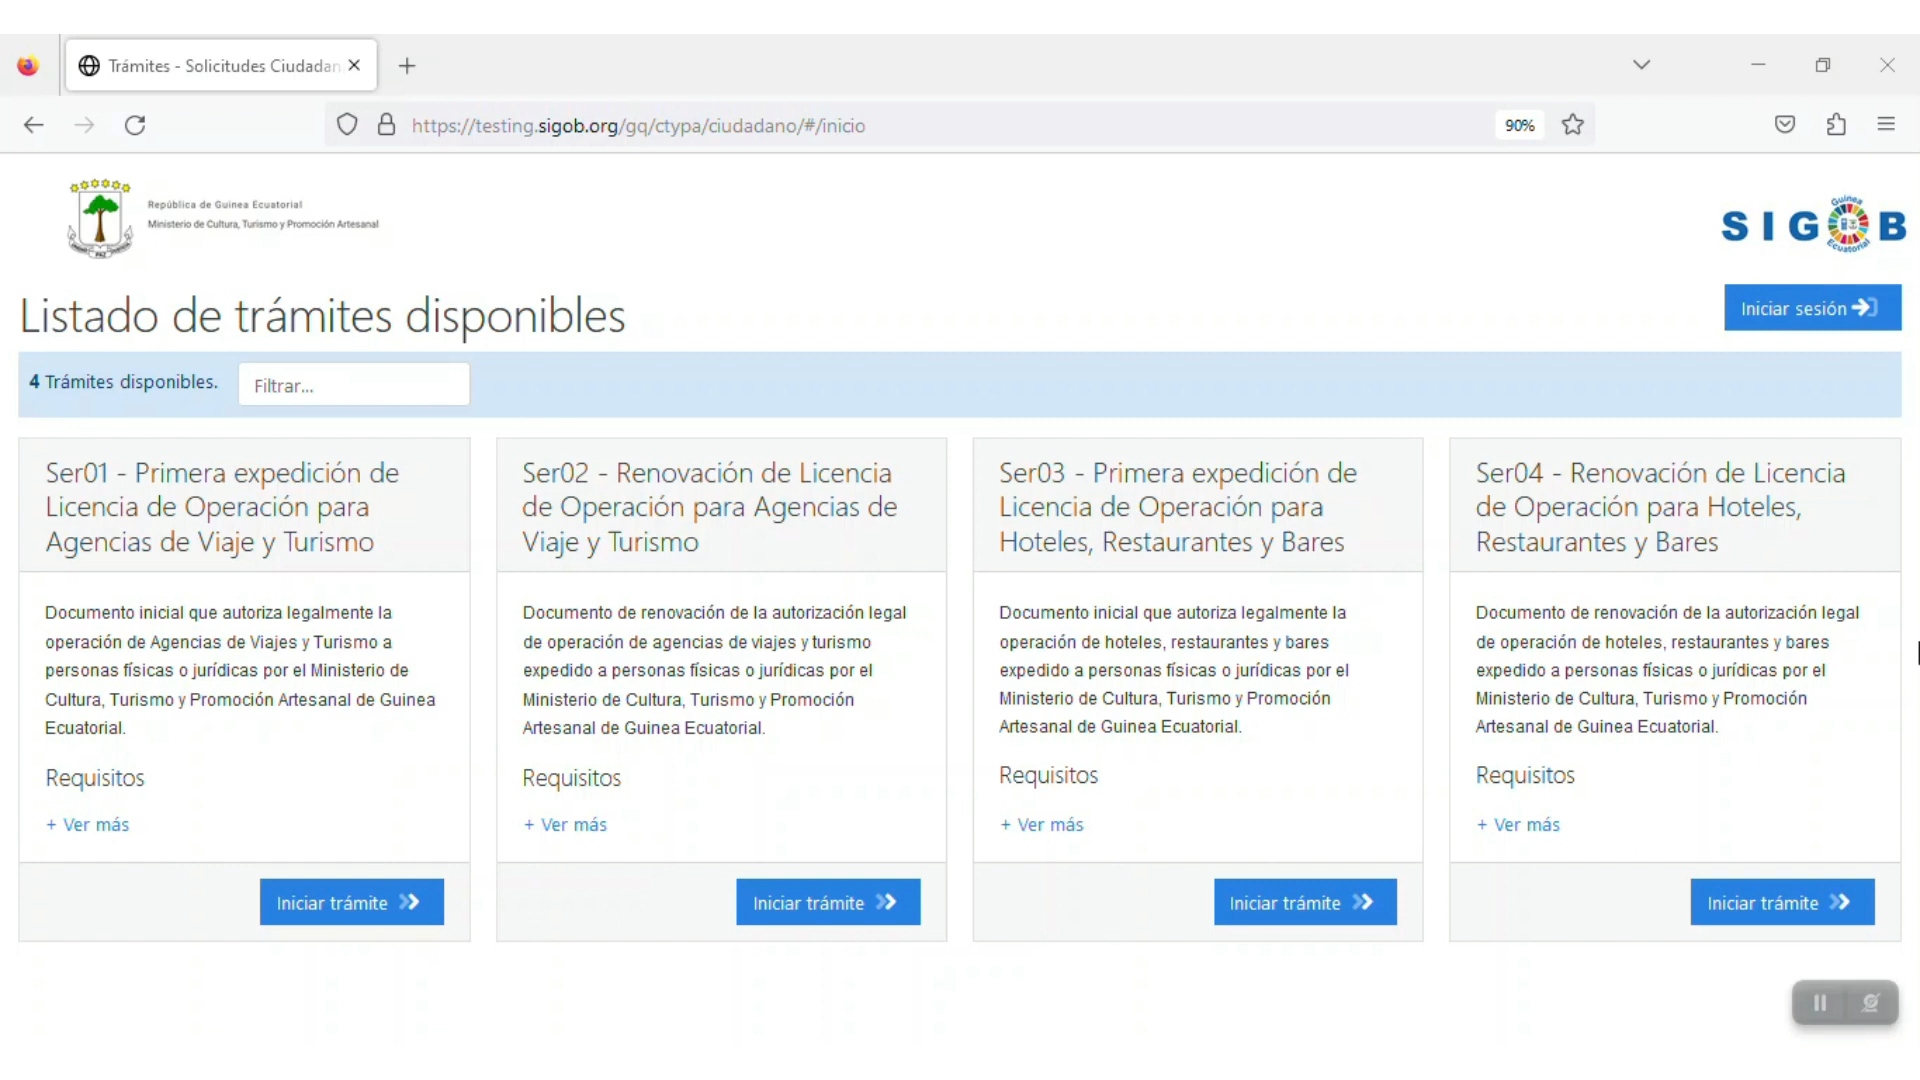 Trámites - Solicitudes Ciudadan
https://testing.sigob.org/gq/ctypa/ciudadano/#/inicio
90%
República de Guinea Ecuatorial
Ministerio de Cultura, Turismo y Promoción Artesanal
Guinea
SIG B
Ecuatorial
PAZ
Listado de trámites disponibles
Iniciar sesión
4 Trámites disponibles.
Filtrar...
Ser01 - Primera expedición de
Licencia de Operación para
Agencias de Viaje y Turismo
Documento inicial que autoriza legalmente la
operación de Agencias de Viajes y Turismo a
personas físicas o jurídicas por el Ministerio de
Cultura, Turismo y Promoción Artesanal de Guinea
Ecuatorial.
Requisitos
+ Ver más
Iniciar trámite
Ser02 - Renovación de Licencia
de Operación para Agencias de
Viaje y Turismo
Documento de renovación de la autorización legal
de operación de agencias de viajes y turismo
expedido a personas físicas o jurídicas por el
Ministerio de Cultura, Turismo y Promoción
Artesanal de Guinea Ecuatorial.
Requisitos
+ Ver más
Iniciar trámite
Ser03 - Primera expedición de
Licencia de Operación para
Hoteles, Restaurantes y Bares
Documento inicial que autoriza legalmente la
operación de hoteles, restaurantes y bares
expedido a personas físicas o jurídicas por el
Ministerio de Cultura, Turismo y Promoción
Artesanal de Guinea Ecuatorial.
Requisitos
+ Ver más
Iniciar trámite
Ser04 - Renovación de Licencia
de Operación para Hoteles,
Restaurantes y Bares
Documento de renovación de la autorización legal
de operación de hoteles, restaurantes y bares
expedido a personas físicas o jurídicas por el
Ministerio de Cultura, Turismo y Promoción
Artesanal de Guinea Ecuatorial.
Requisitos
+ Ver más
Iniciar trámite